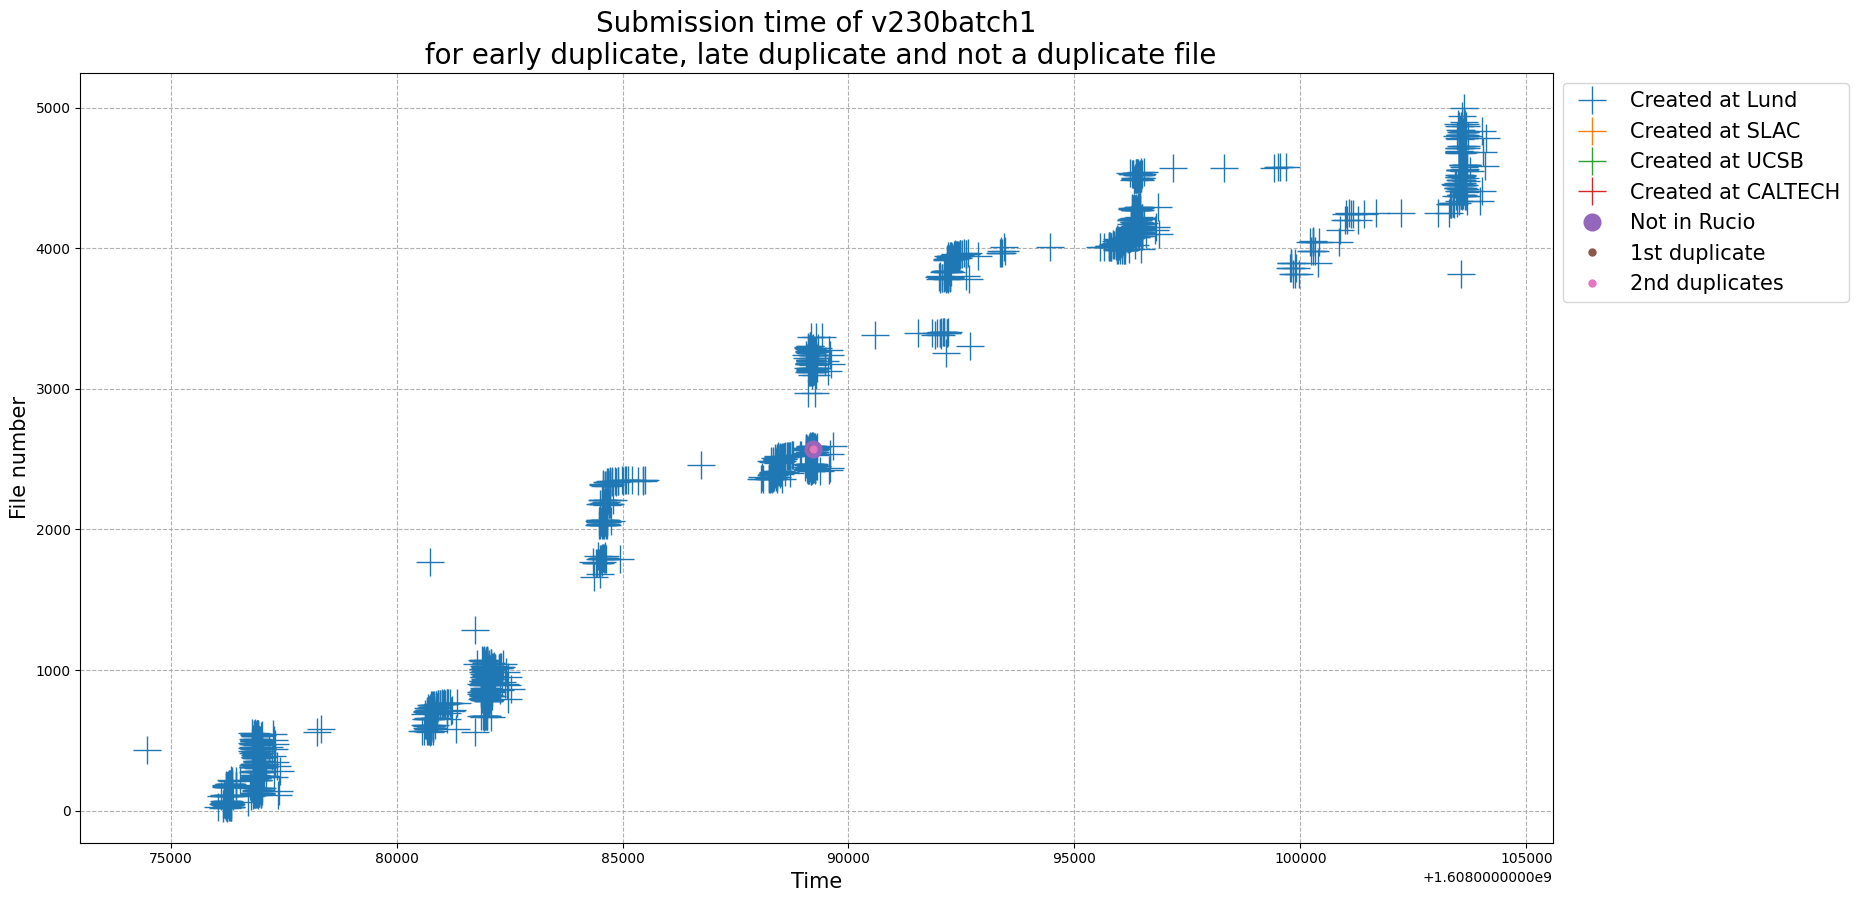 Submission time of v230batch1
for early duplicate, late duplicate and not a duplicate file
File number
5000
4000
3000
2000
1000
0
75000
80000
85000
90000
95000
100000
105000
Time
+1.6080000000e9
Created at Lund
Created at SLAC
Created at UCSB
Created at CALTECH
Not in Rucio
1st duplicate
2nd duplicates